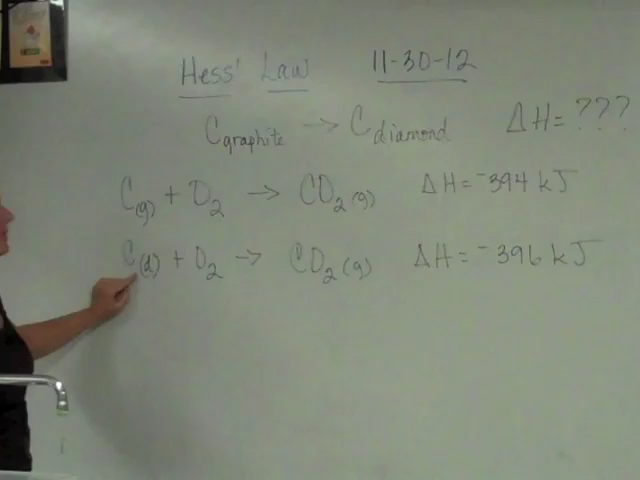 Hess' Law 11-30-12
C graphite → C diamond ΔH = ???
C(g) + O2 → CO2(g) ΔH = -394 kJ
C(d) + O2 → CO2(g) ΔH = -396 kJ